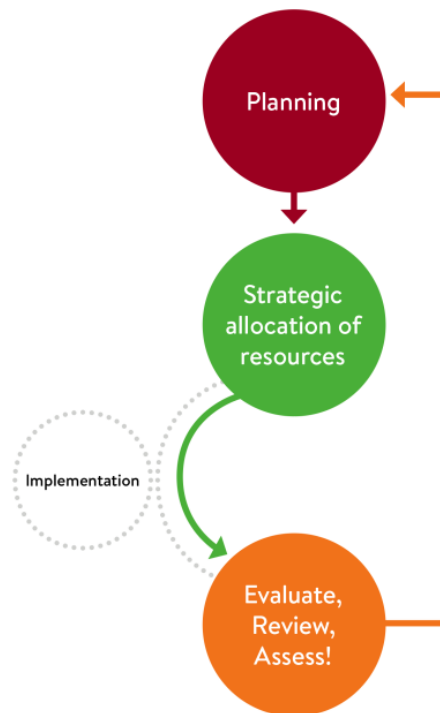 Planning
Strategic
allocation of
resources
Implementation
Evaluate,
Review,
Assess!